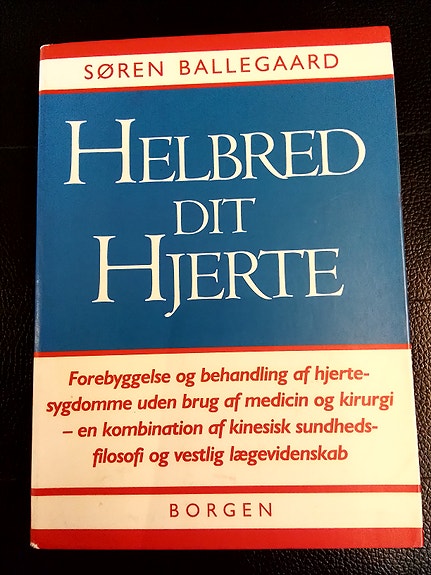 SØREN BALLEGAARD
HELBRED
DIT
HJERTE
Forebyggelse og behandling af hjerte-
sygdomme uden brug af medicin og kirurgi
– en kombination af kinesisk sundheds-
filosofi og vestlig lægevidenskab
BORGEN